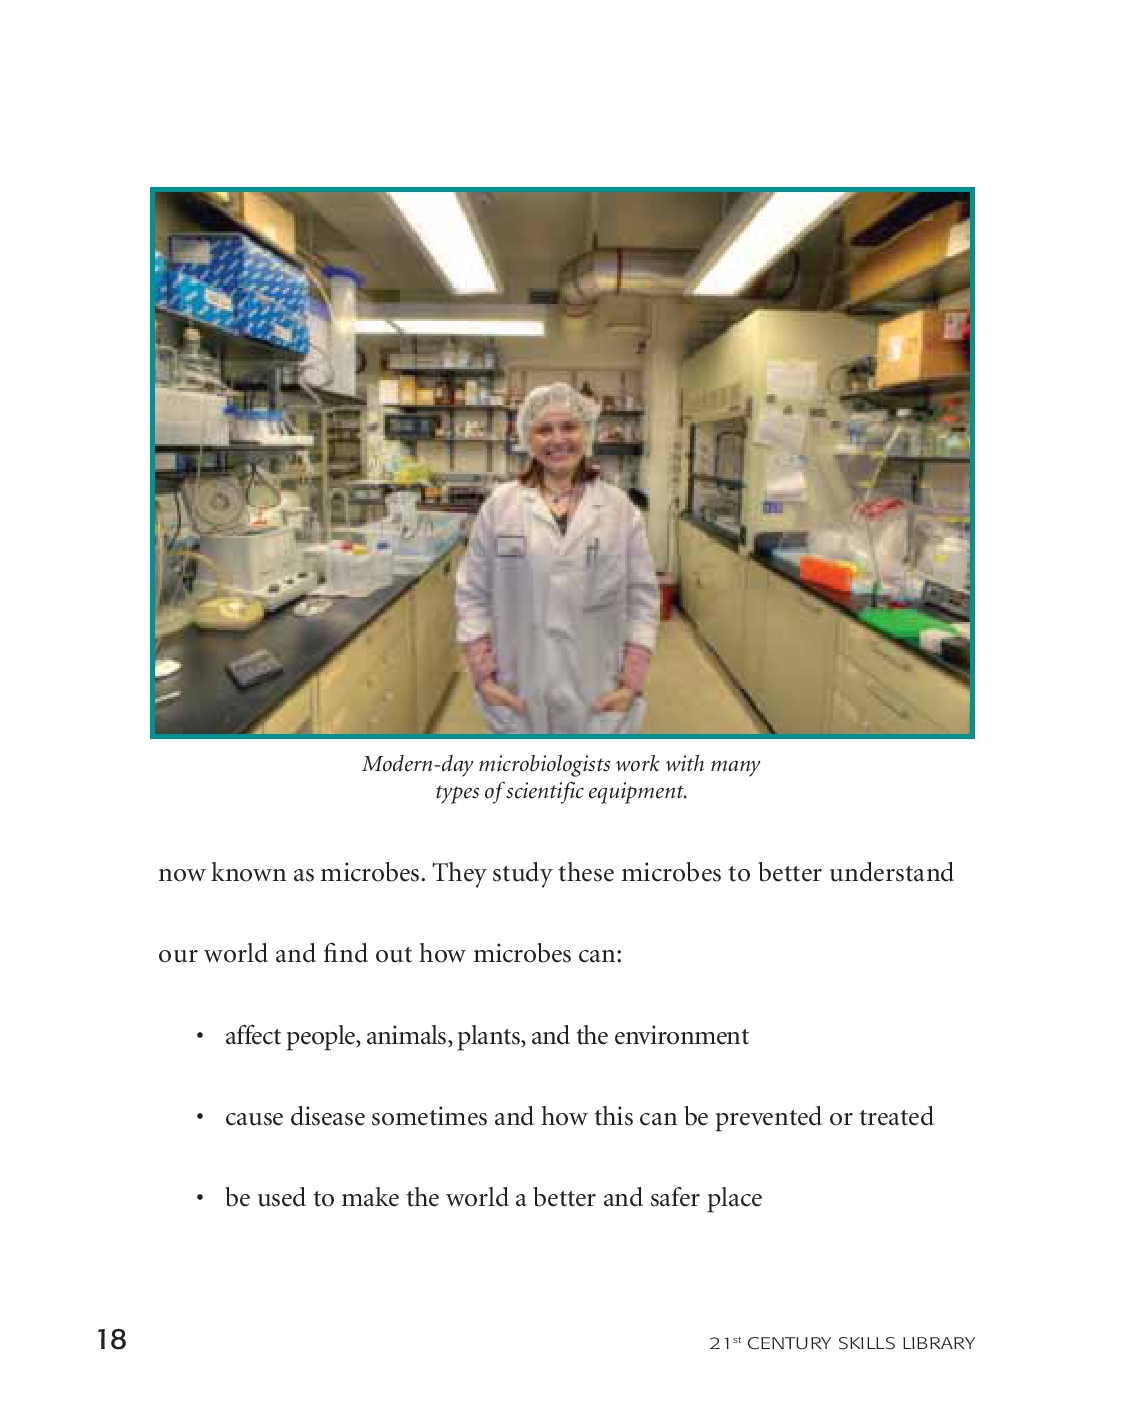 Modern-day microbiologists work with many
types of scientific equipment.
now known as microbes. They study these microbes to better understand
our world and find out how microbes can:
• affect people, animals, plants, and the environment
• cause disease sometimes and how this can be prevented or treated
• be used to make the world a better and safer place
18
21st CENTURY SKILLS LIBRARY